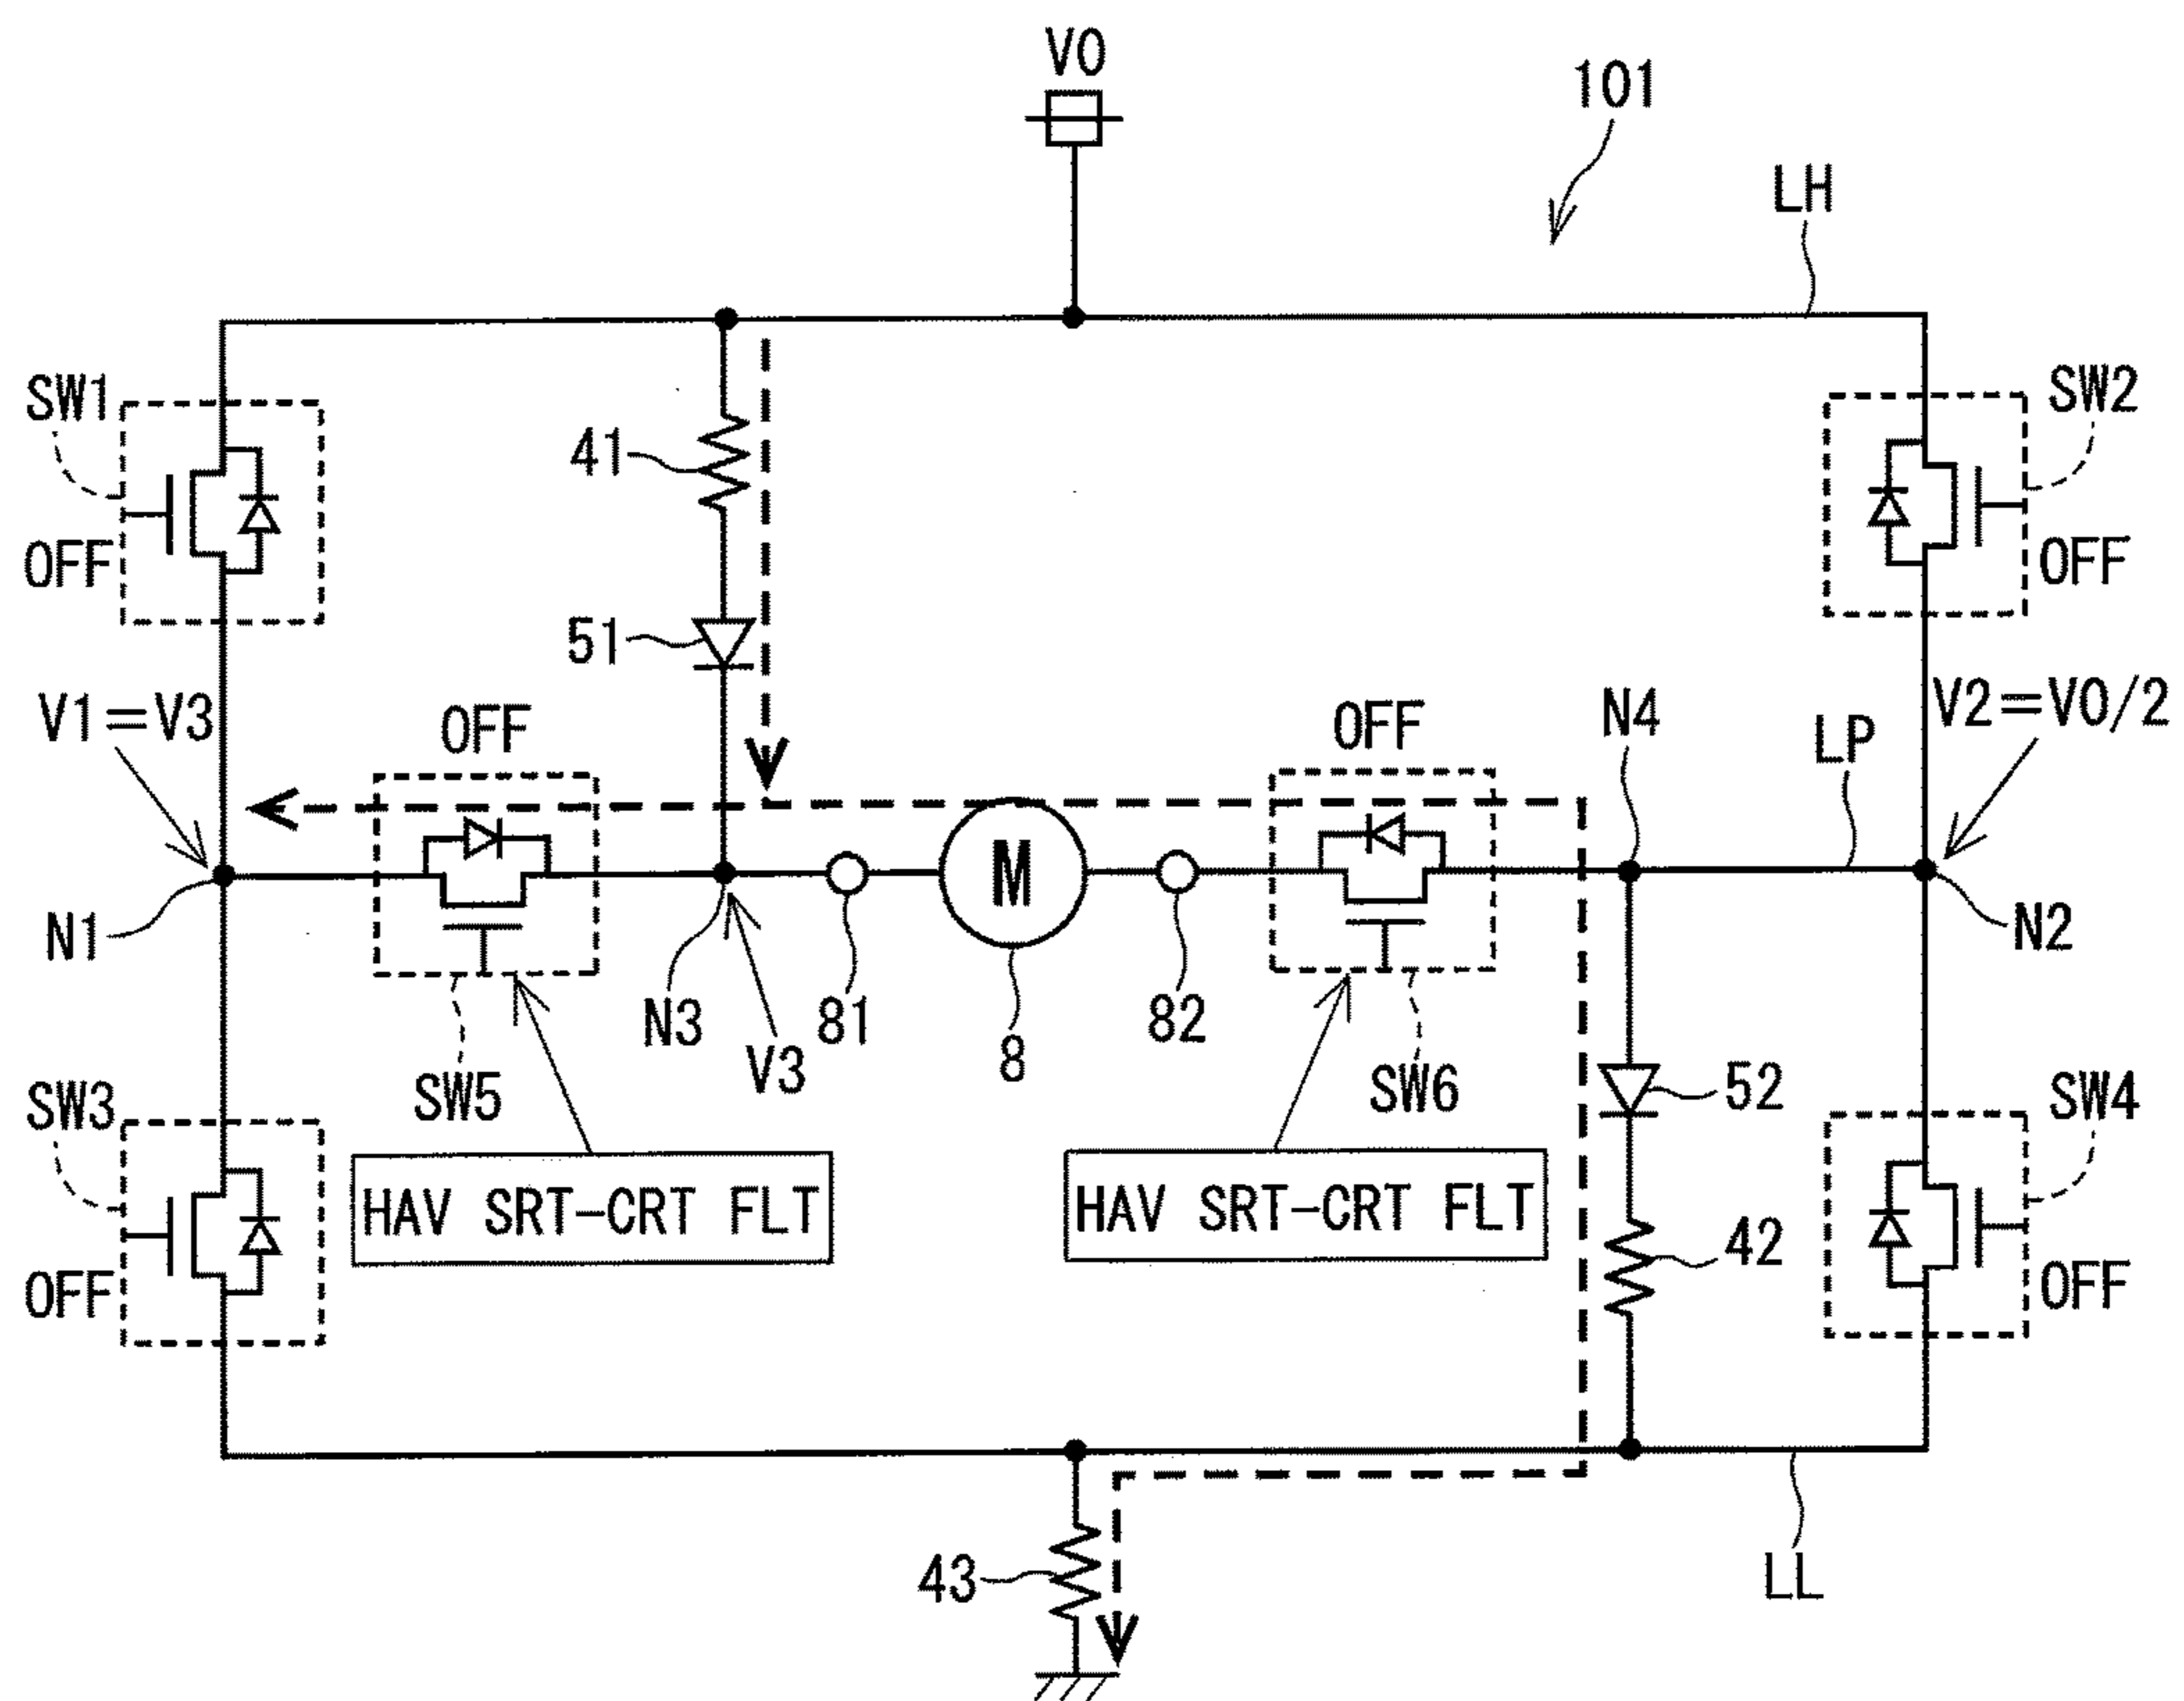 V0
101
LH
SW1
SW2
41
OFF
OFF
51
V1=V3
OFF
OFF
N4
LP
V2=V0/2
M
N1
N2
N3
81
82
V3
8
SW5
SW6
SW3
52
SW4
HAV SRT-CRT FLT
HAV SRT-CRT FLT
42
OFF
OFF
43
LL